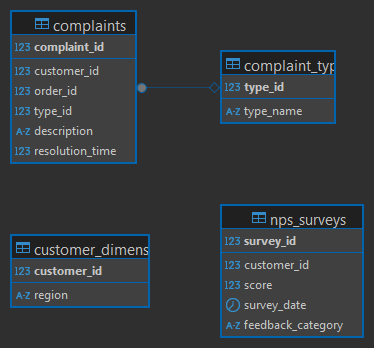 complaints
123 complaint_id
123 customer_id
123 order_id
123 type_id
A-Z description
123 resolution_time
complaint_typ
123 type_id
A-Z type_name
customer_dimens
123 customer_id
A-Z region
nps_surveys
123 survey_id
123 customer_id
123 score
survey_date
A-Z feedback_category